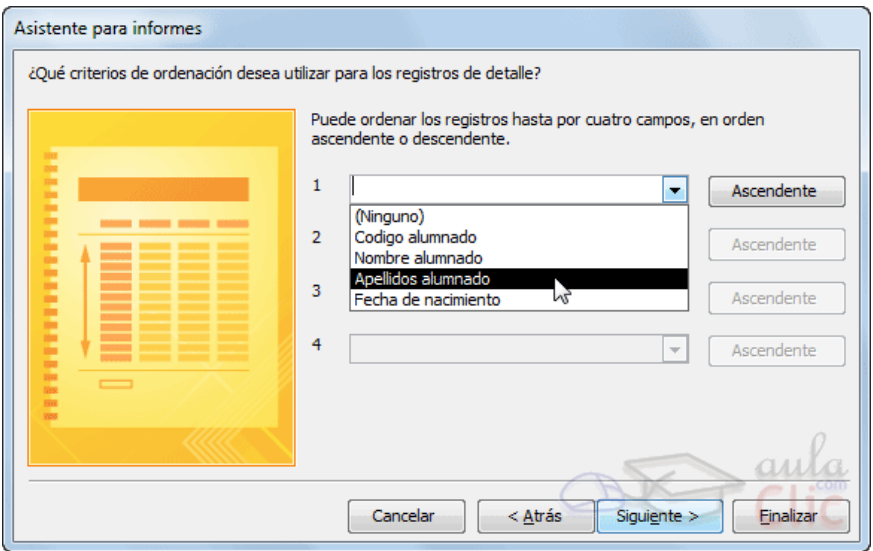 Asistente para informes
¿Qué criterios de ordenación desea utilizar para los registros de detalle?
Puede ordenar los registros hasta por cuatro campos, en orden
ascendente o descendente.
1
Ascendente
(Ninguno)
2
Codigo alumnado
Ascendente
Nombre alumnado
Apellidos alumnado
3
Fecha de nacimiento
Ascendente
4
Ascendente
aula
.com
Clic
Cancelar
< Atrás
Siguiente >
Finalizar